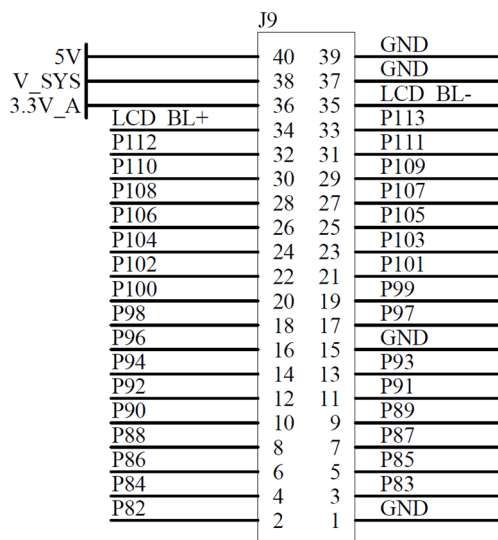 J9
5V 40 39 GND
V_SYS 38 37 GND
3.3V_A 36 35 LCD_BL-
LCD_BL+ 34 33 P113
P112 32 31 P111
P110 30 29 P109
P108 28 27 P107
P106 26 25 P105
P104 24 23 P103
P102 22 21 P101
P100 20 19 P99
P98 18 17 P97
P96 16 15 GND
P94 14 13 P93
P92 12 11 P91
P90 10 9 P89
P88 8 7 P87
P86 6 5 P85
P84 4 3 P83
P82 2 1 GND